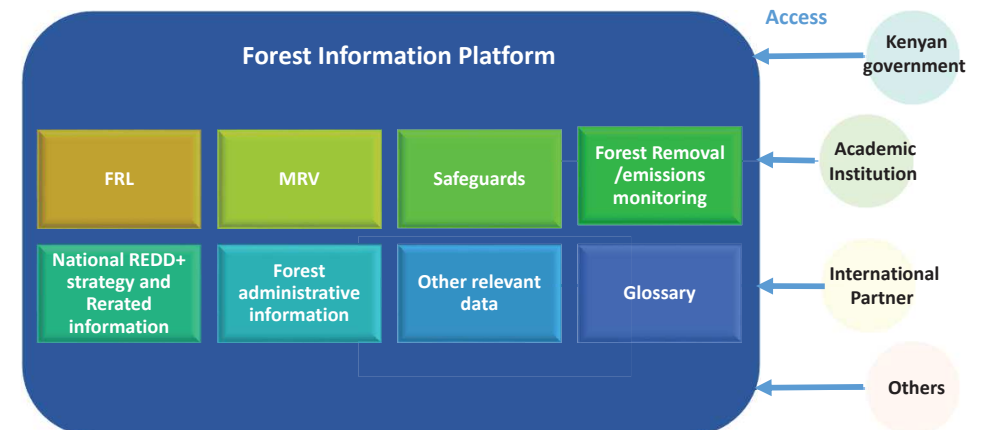 Access
Forest Information Platform
Kenyan
government
FRL
MRV
Safeguards
Forest Removal
/emissions
monitoring
Academic
Institution
National REDD+
strategy and
Rerated
information
Forest
administrative
information
Other relevant
data
Glossary
International
Partner
Others